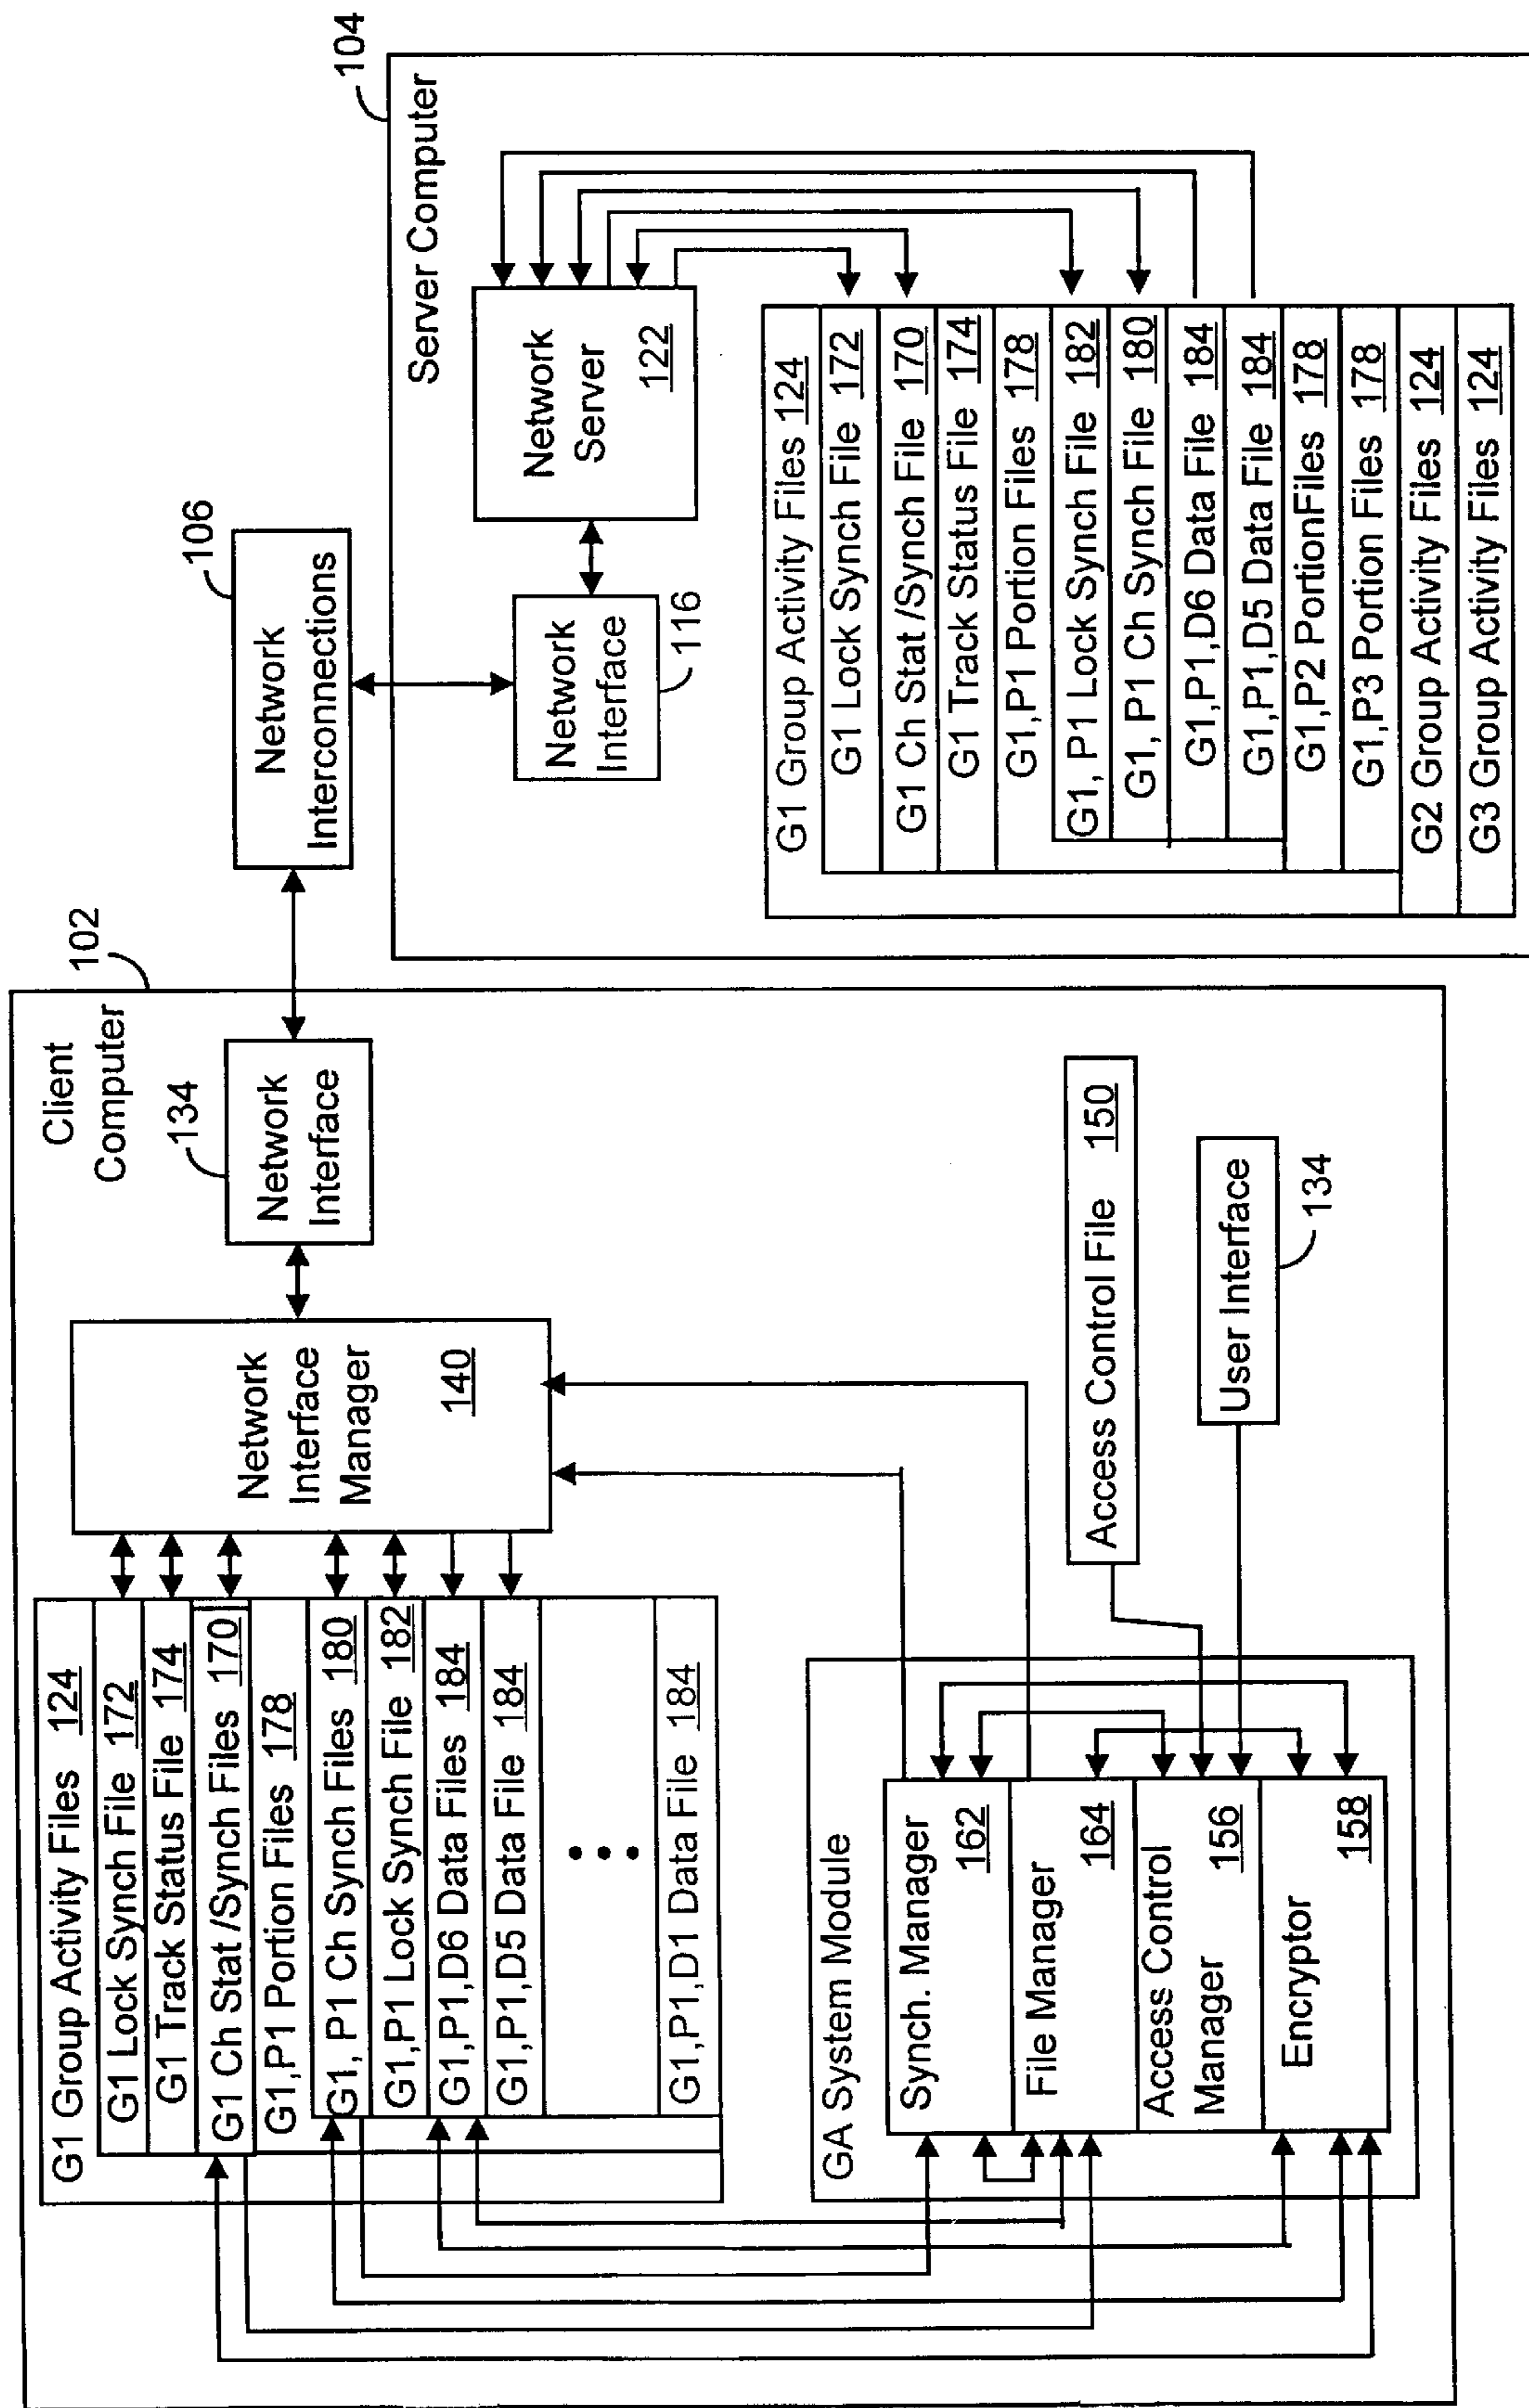 Client
Computer
102
134
Network
Interface
Network
Interface
Manager
140
G1 Group Activity Files 124
G1 Lock Synch File 172
G1 Track Status File 174
G1 Ch Stat /Synch Files 170
G1,P1 Portion Files 178
G1, P1 Ch Synch Files 180
G1,P1 Lock Synch File 182
G1,P1,D6 Data Files 184
G1,P1,D5 Data File 184
G1,P1,D1 Data File 184
GA System Module
Synch. Manager
162
File Manager
164
Access Control
Manager 156
Encryptor
158
Access Control File 150
User Interface
134
Network
Interconnections
106
104
Server Computer
Network
Server
122
Network
Interface
116
G1 Group Activity Files 124
G1 Lock Synch File 172
G1 Ch Stat /Synch File 170
G1 Track Status File 174
G1,P1 Portion Files 178
G1, P1 Lock Synch File 182
G1, P1 Ch Synch File 180
G1,P1,D6 Data File 184
G1,P1,D5 Data File 184
G1,P2 PortionFiles 178
G1,P3 Portion Files 178
G2 Group Activity Files 124
G3 Group Activity Files 124